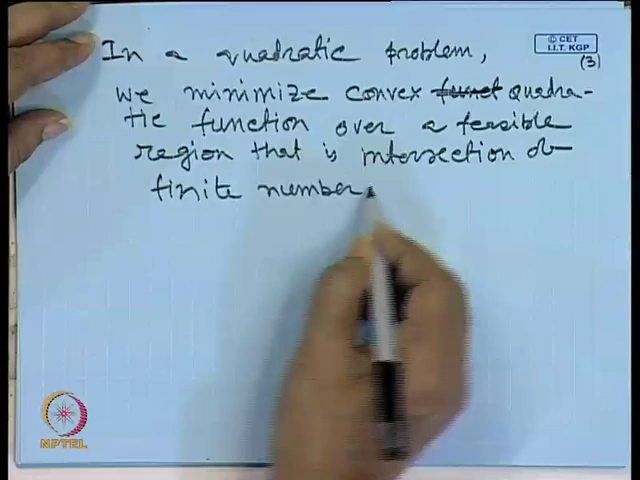 In a quadratic problem,
© CET
I.I.T. KGP
(3)
we minimize convex funct quadra-
tic function over a feasible
region that is intersection of
finite number
NPTEL